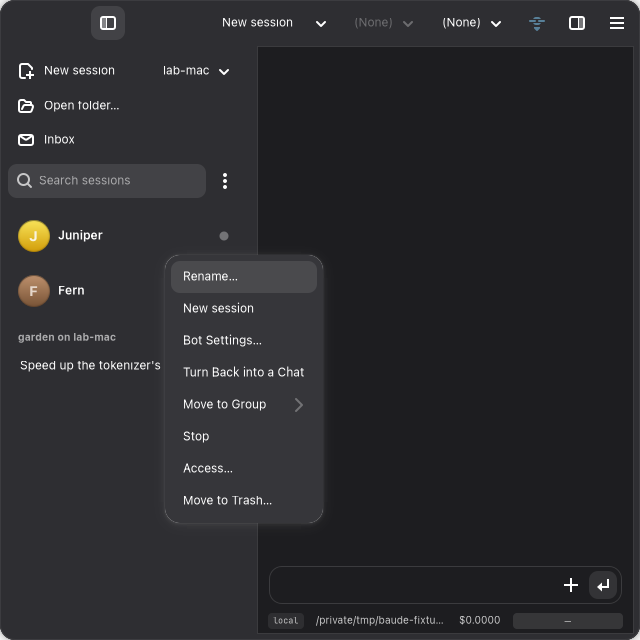 New session
(None)
(None)
New session
lab-mac
Open folder...
Inbox
Search sessions
J
Juniper
F
Fern
garden on lab-mac
Speed up the tokenizer's
Rename...
New session
Bot Settings...
Turn Back into a Chat
Move to Group
Stop
Access...
Move to Trash...
local
/private/tmp/baude-fixtu...
$0.0000
—